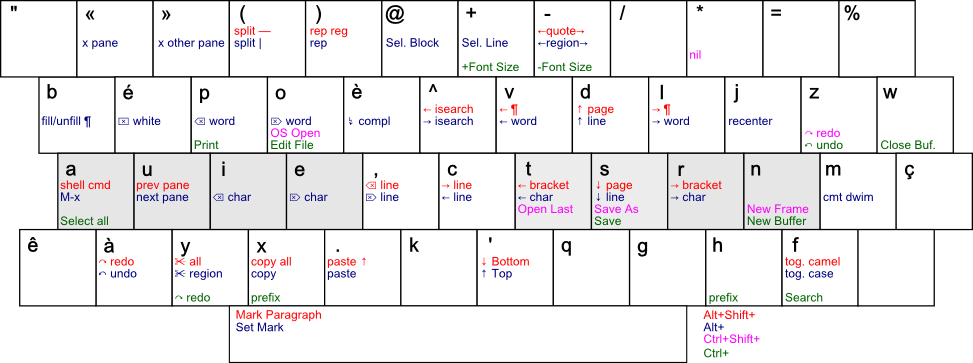 "
«
x pane
»
x other pane
(
split —
split |
)
rep reg
rep
@
Sel. Block
+
Sel. Line
+Font Size
-
←quote→
←region→
-Font Size
/
*
nil
=
%
b
fill/unfill ¶
é
⌫ white
p
⌫ word
Print
o
⌦ word
OS Open
Edit File
è
↯ compl
^
← isearch
→ isearch
v
← ¶
← word
d
↑ page
↑ line
l
→ ¶
→ word
j
recenter
z
↷ redo
↶ undo
w
Close Buf.
a
shell cmd
M-x
Select all
u
prev pane
next pane
i
⌫ char
e
⌦ char
,
⌫ line
⌦ line
c
→ line
← line
t
← bracket
← char
Open Last
s
↓ page
↓ line
Save As
Save
r
→ bracket
→ char
n
New Frame
New Buffer
m
cmt dwim
ç
ê
à
↷ redo
↶ undo
y
✂ all
✂ region
↷ redo
x
copy all
copy
prefix
.
paste ↑
paste
k
'
↓ Bottom
↑ Top
q
g
h
prefix
f
tog. camel
tog. case
Search
Mark Paragraph
Set Mark
Alt+Shift+
Alt+
Ctrl+Shift+
Ctrl+